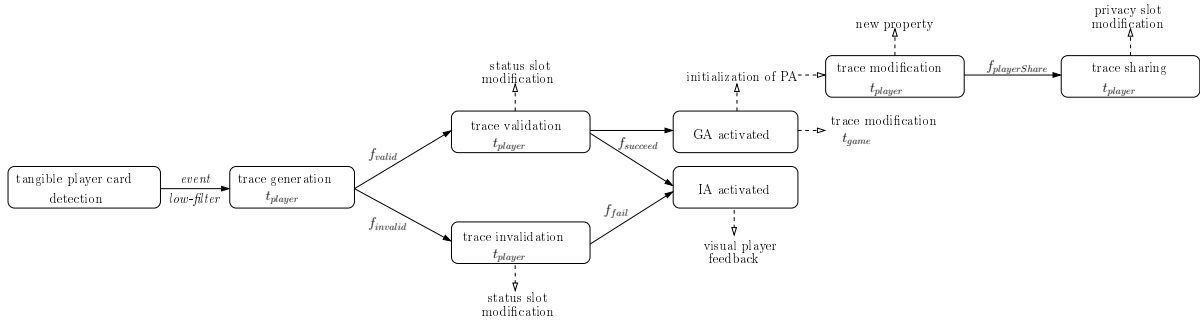 tangible player card
detection
event
low-filter
trace generation
t_player
f_valid
f_invalid
status slot
modification
trace validation
t_player
trace invalidation
t_player
status slot
modification
f_succeed
f_fail
initialization of PA
GA activated
IA activated
visual player
feedback
trace modification
t_game
new property
trace modification
t_player
f_playerShare
privacy slot
modification
trace sharing
t_player